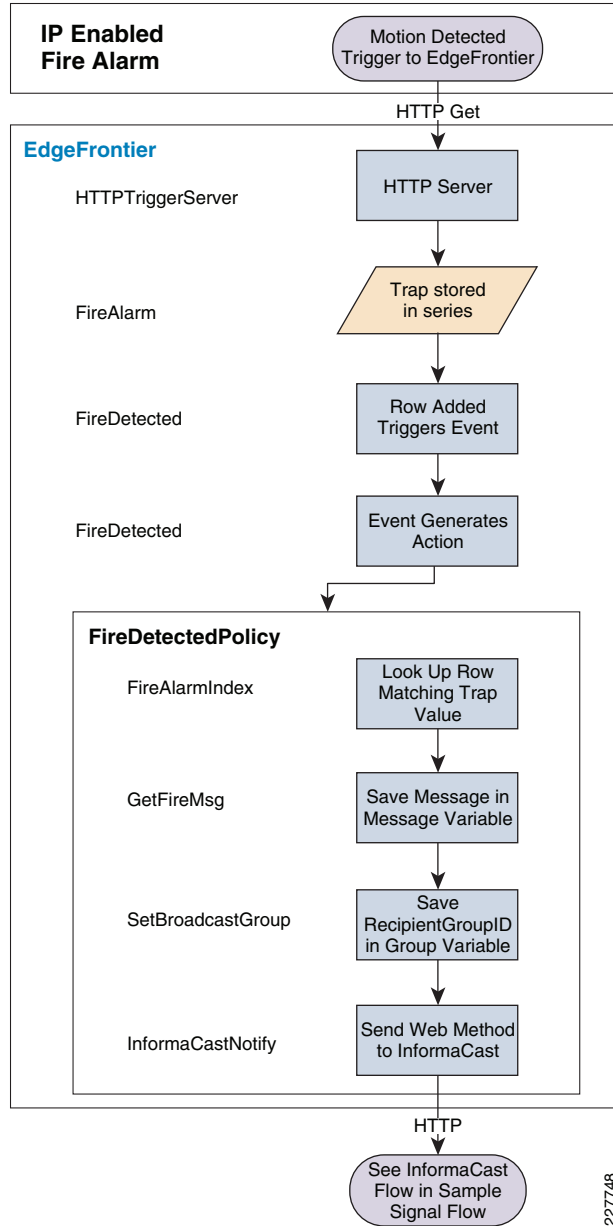 IP Enabled
Fire Alarm
Motion Detected
Trigger to EdgeFrontier
HTTP Get
EdgeFrontier
HTTPTriggerServer
HTTP Server
FireAlarm
Trap stored
in series
FireDetected
Row Added
Triggers Event
FireDetected
Event Generates
Action
FireDetectedPolicy
FireAlarmIndex
Look Up Row
Matching Trap
Value
GetFireMsg
Save Message in
Message Variable
SetBroadcastGroup
Save
RecipientGroupID
in Group Variable
InformaCastNotify
Send Web Method
to InformaCast
HTTP
See InformaCast
Flow in Sample
Signal Flow
227748